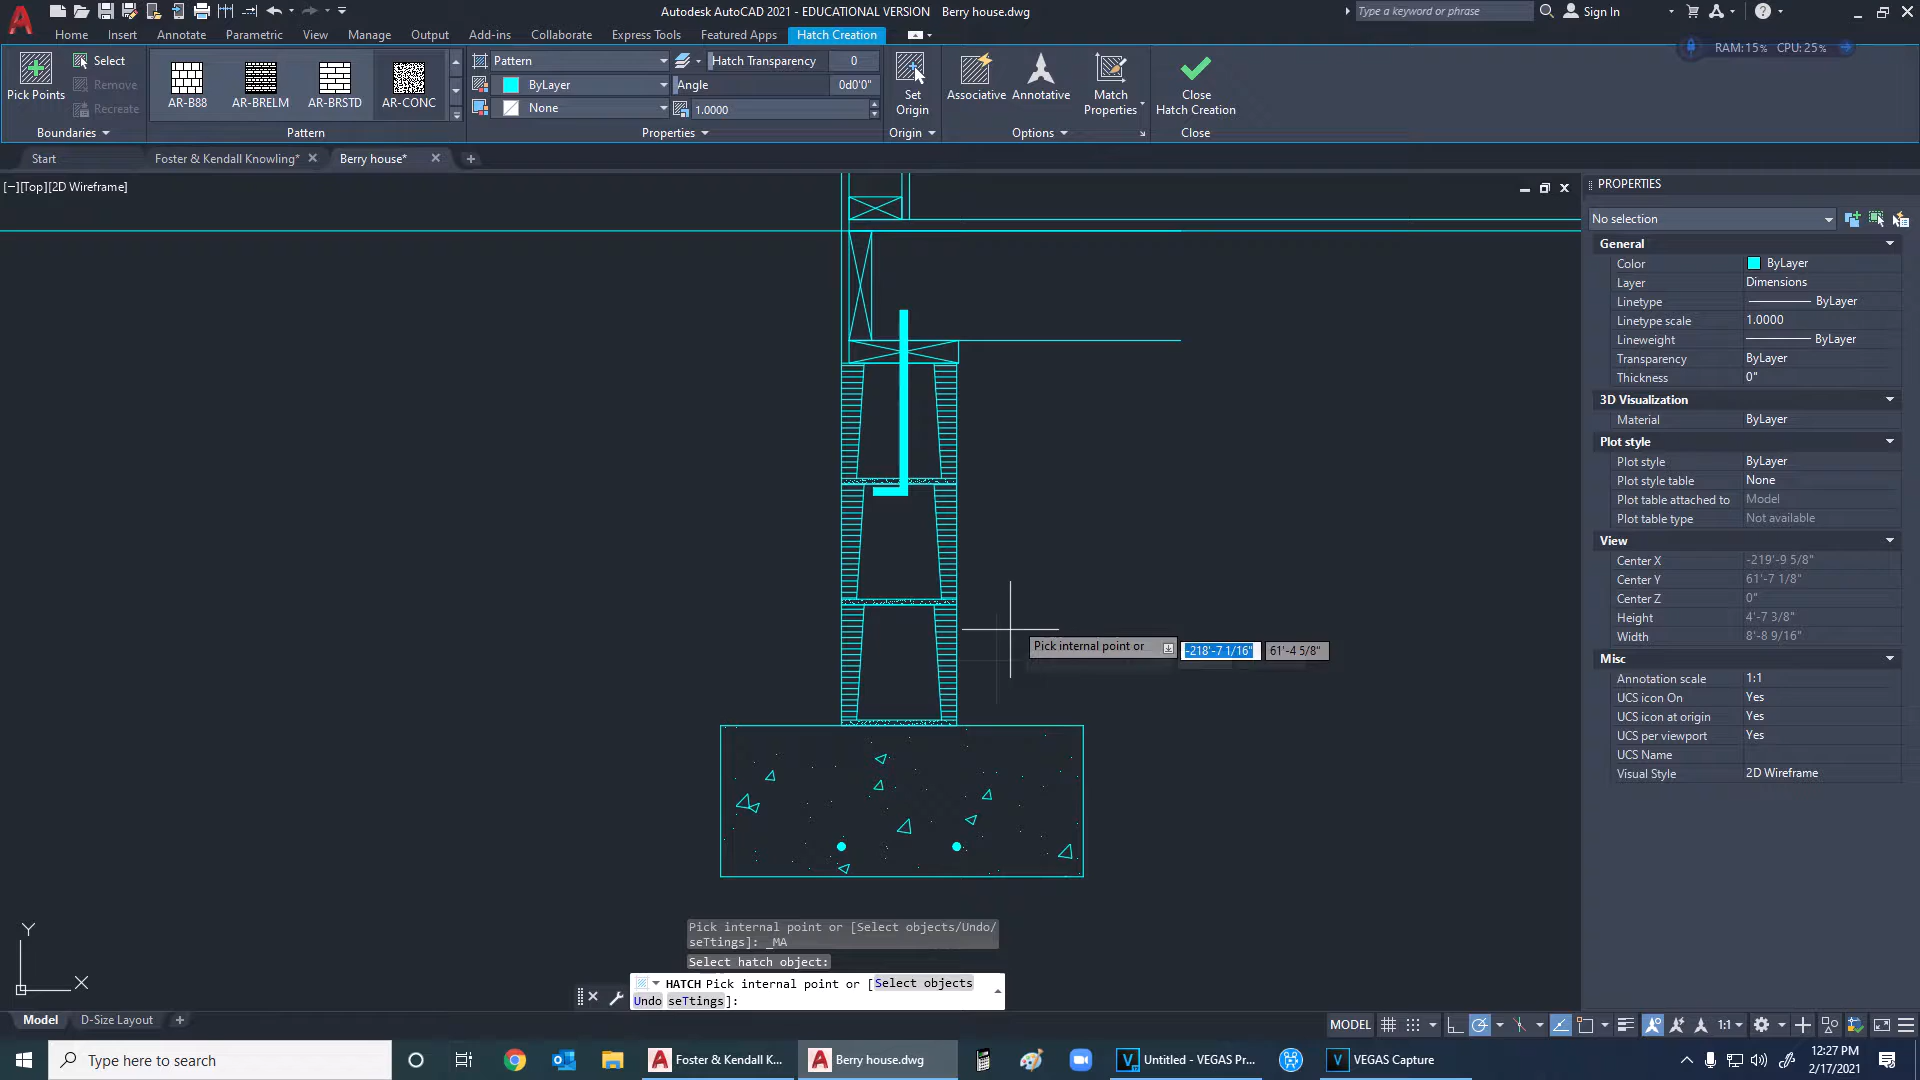 Autodesk AutoCAD 2021 - EDUCATIONAL VERSION Berry house.dwg
Type a keyword or phrase
Sign In
Home Insert Annotate Parametric View Manage Output Add-ins Collaborate Express Tools Featured Apps Hatch Creation
RAM:15% CPU:25%
Pick Points
Select
Remove
Recreate
Boundaries
AR-B88 AR-BRELM AR-BRSTD AR-CONC
Pattern
Pattern
ByLayer
None
Hatch Transparency 0
Angle 0d0'0"
1.0000
Properties
Set Origin
Origin
Associative
Annotative
Match Properties
Options
Close Hatch Creation
Close
Start
Foster & Kendall Knowling*
Berry house*
[−][Top][2D Wireframe]
PROPERTIES
No selection
General
Color ByLayer
Layer Dimensions
Linetype ByLayer
Linetype scale 1.0000
Lineweight ByLayer
Transparency ByLayer
Thickness 0"
3D Visualization
Material ByLayer
Plot style
Plot style ByLayer
Plot style table None
Plot table attached to Model
Plot table type Not available
View
Center X -219'-9 5/8"
Center Y 61'-7 1/8"
Center Z 0"
Height 4'-7 3/8"
Width 8'-8 9/16"
Misc
Annotation scale 1:1
UCS icon On Yes
UCS icon at origin Yes
UCS per viewport Yes
UCS Name
Visual Style 2D Wireframe
Pick internal point or -218'-7 1/16" 61'-4 5/8"
Pick internal point or [Select objects/Undo/
seTtings]: _MA
Select hatch object:
HATCH Pick internal point or [Select objects
Undo seTtings]:
Y
X
Model D-Size Layout
MODEL 1:1
Type here to search
Foster & Kendall K...
Berry house.dwg
Untitled - VEGAS Pr...
VEGAS Capture
12:27 PM
2/17/2021